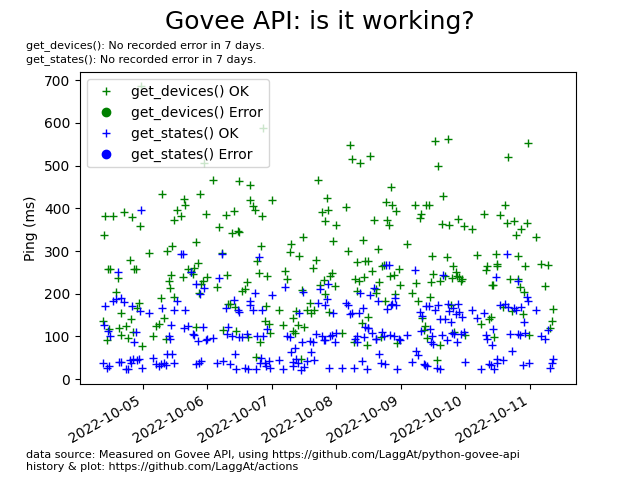 Govee API: is it working?
get_devices(): No recorded error in 7 days.
get_states(): No recorded error in 7 days.
get_devices() OK
get_devices() Error
get_states() OK
get_states() Error
Ping (ms)
700
600
500
400
300
200
100
0
2022-10-05
2022-10-06
2022-10-07
2022-10-08
2022-10-09
2022-10-10
2022-10-11
data source: Measured on Govee API, using https://github.com/LaggAt/python-govee-api
history & plot: https://github.com/LaggAt/actions